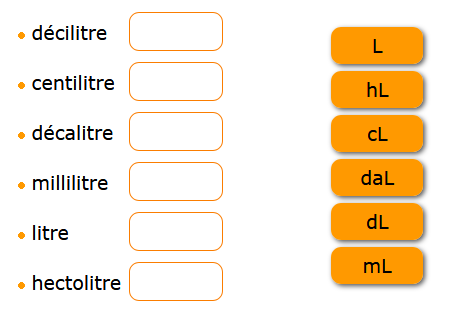 décilitre
centilitre
décalitre
millilitre
litre
hectolitre
L
hL
cL
daL
dL
mL